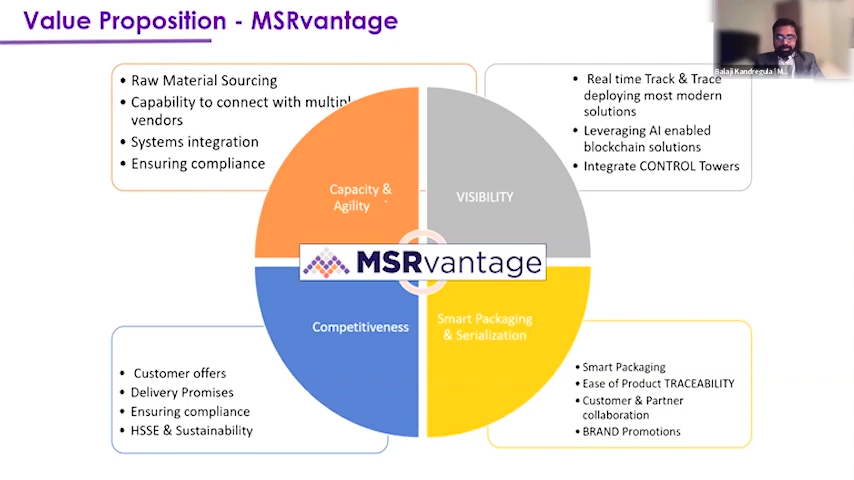 Value Proposition - MSRvantage
Balaji Kandregula | M...
• Raw Material Sourcing
• Capability to connect with multipl
vendors
• Systems integration
• Ensuring compliance
• Real time Track & Trace
deploying most modern
solutions
• Leveraging AI enabled
blockchain solutions
• Integrate CONTROL Towers
Capacity &
Agility
VISIBILITY
MSRvantage
Competitiveness
Smart Packaging
& Serialization
• Customer offers
• Delivery Promises
• Ensuring compliance
• HSSE & Sustainability
• Smart Packaging
• Ease of Product TRACEABILITY
• Customer & Partner
collaboration
• BRAND Promotions